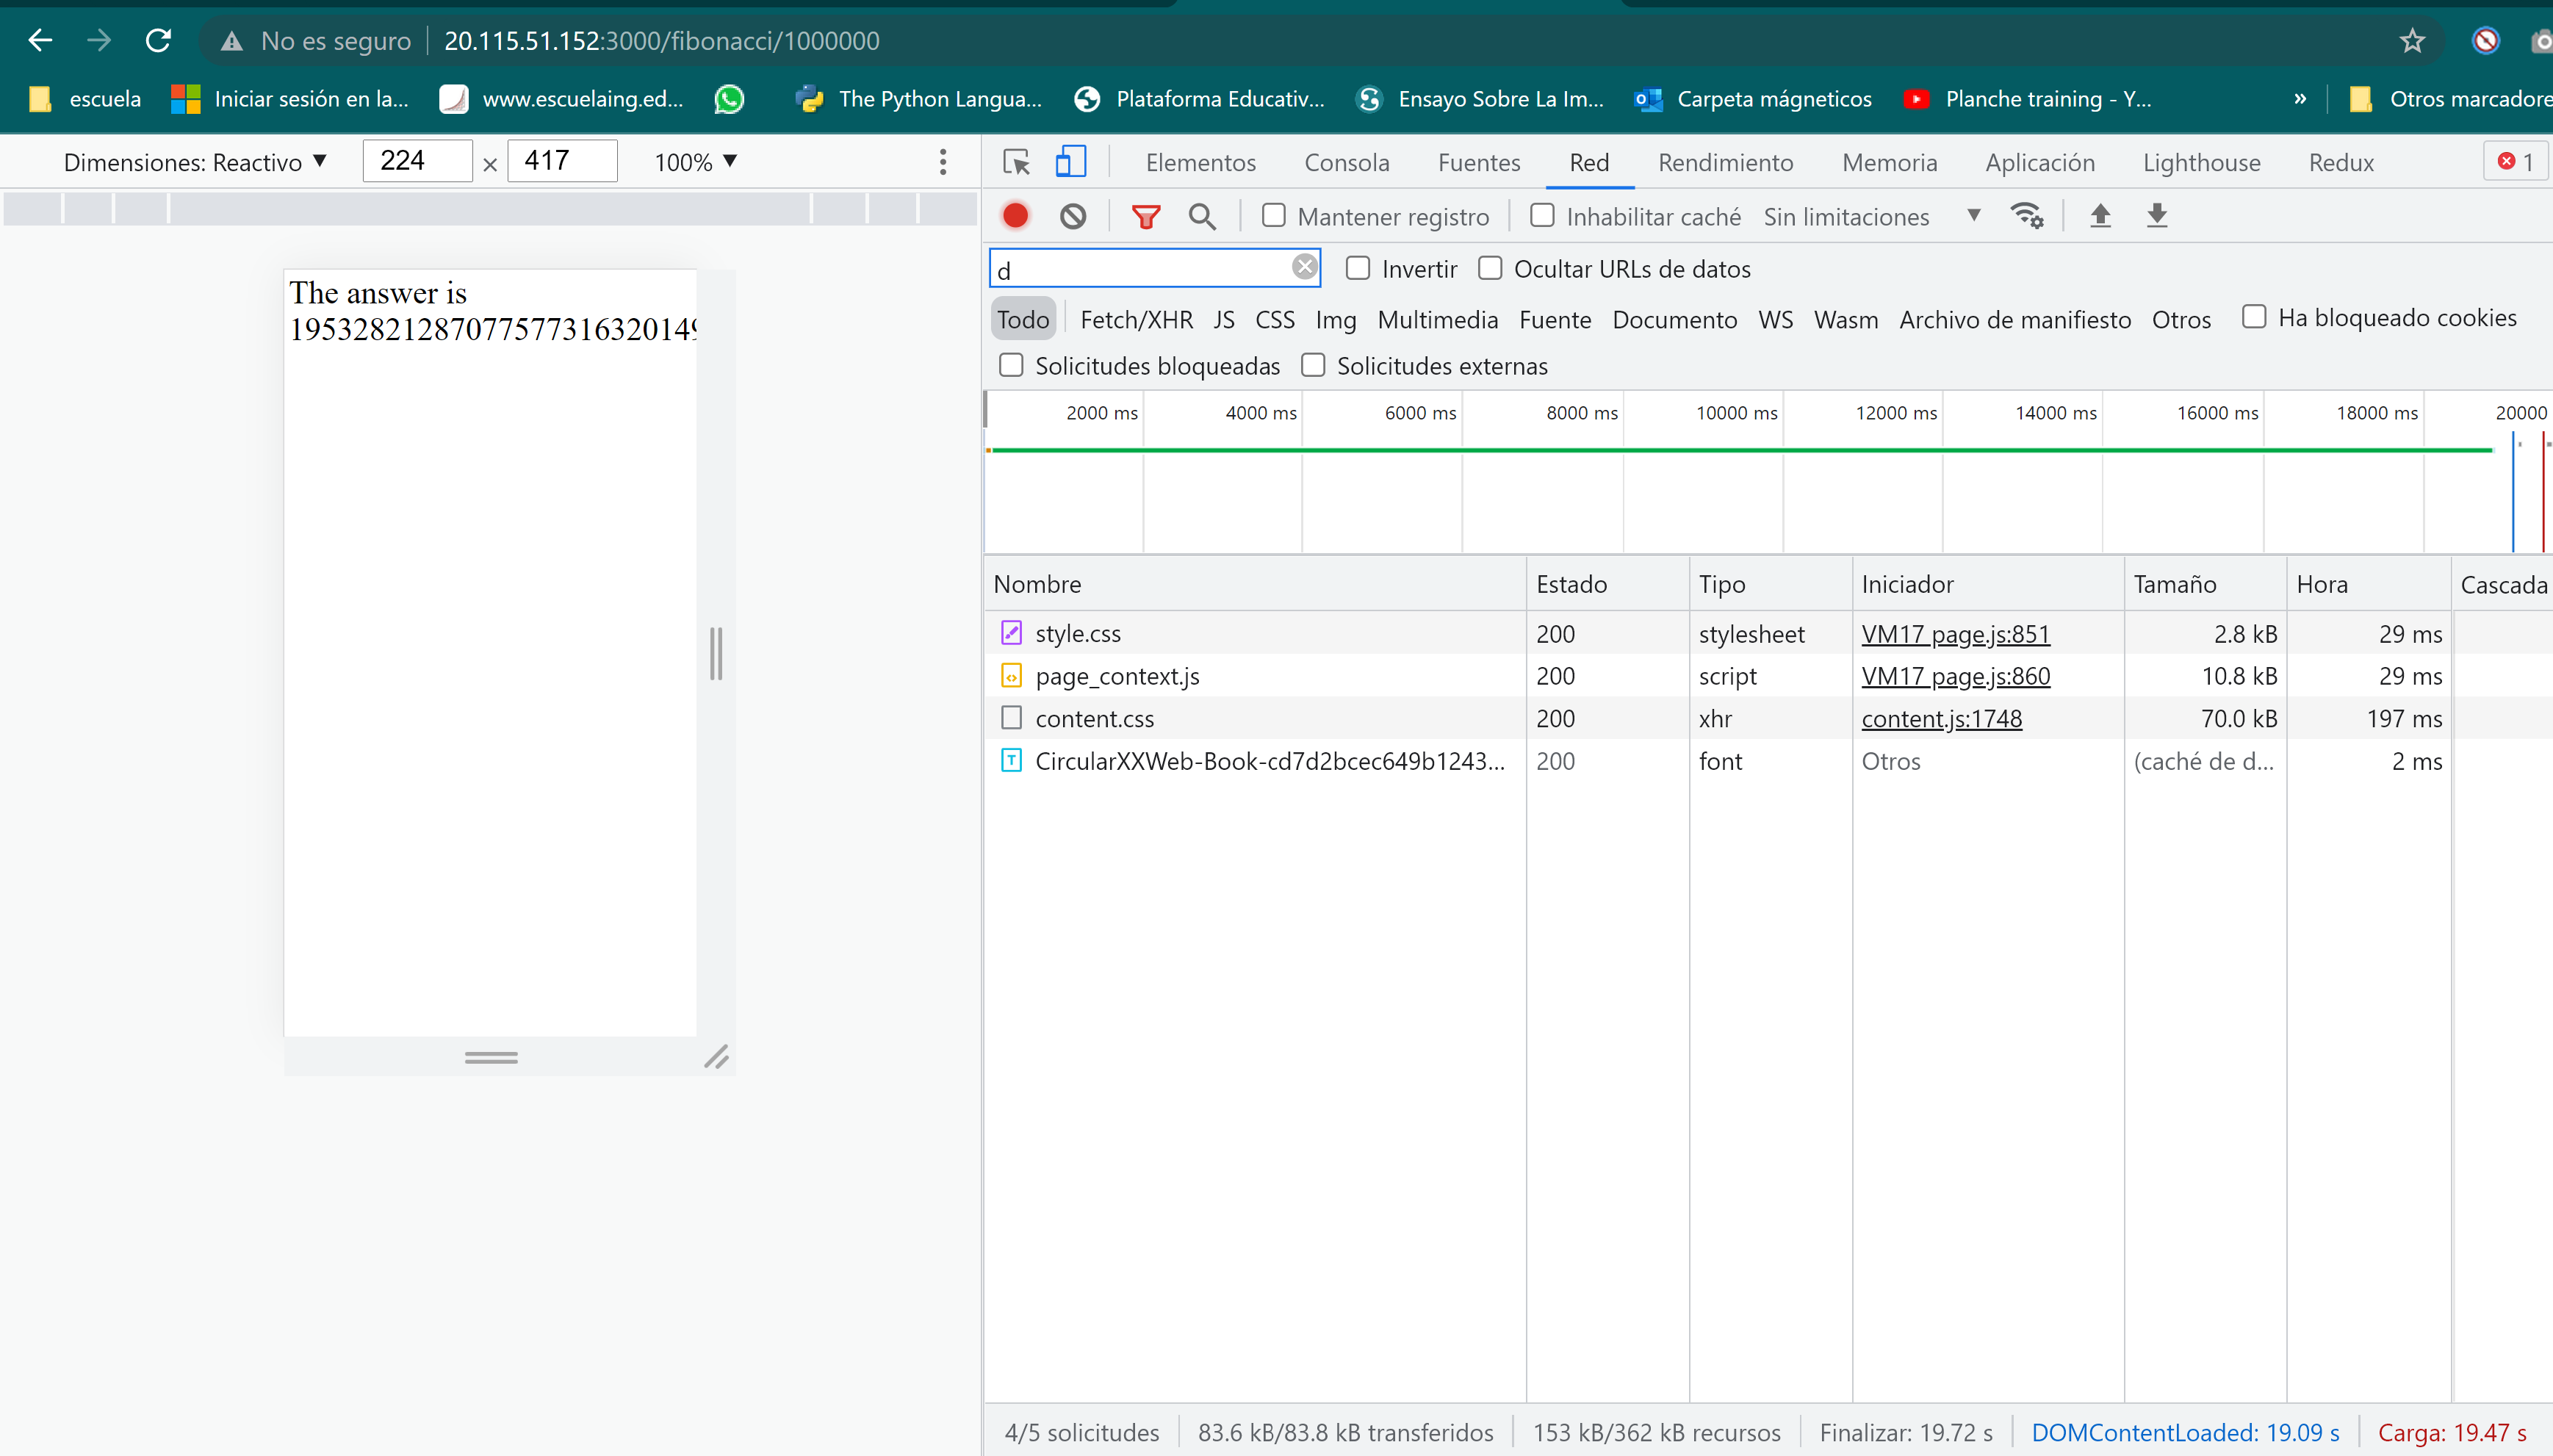 No es seguro 20.115.51.152:3000/fibonacci/1000000
escuela Iniciar sesión en la... www.escuelaing.ed... The Python Langua... Plataforma Educativ... Ensayo Sobre La Im... Carpeta mágneticos Planche training - Y... » Otros marcadore
Dimensiones: Reactivo ▼ 224 × 417 100% ▼
Elementos Consola Fuentes Red Rendimiento Memoria Aplicación Lighthouse Redux 1
Mantener registro Inhabilitar caché Sin limitaciones ▼
d Invertir Ocultar URLs de datos
Todo Fetch/XHR JS CSS Img Multimedia Fuente Documento WS Wasm Archivo de manifiesto Otros Ha bloqueado cookies
Solicitudes bloqueadas Solicitudes externas
2000 ms 4000 ms 6000 ms 8000 ms 10000 ms 12000 ms 14000 ms 16000 ms 18000 ms 20000
The answer is
19532821287077577316320149
Nombre Estado Tipo Iniciador Tamaño Hora Cascada
style.css 200 stylesheet VM17 page.js:851 2.8 kB 29 ms
page_context.js 200 script VM17 page.js:860 10.8 kB 29 ms
content.css 200 xhr content.js:1748 70.0 kB 197 ms
CircularXXWeb-Book-cd7d2bcec649b1243... 200 font Otros (caché de d... 2 ms
4/5 solicitudes 83.6 kB/83.8 kB transferidos 153 kB/362 kB recursos Finalizar: 19.72 s DOMContentLoaded: 19.09 s Carga: 19.47 s